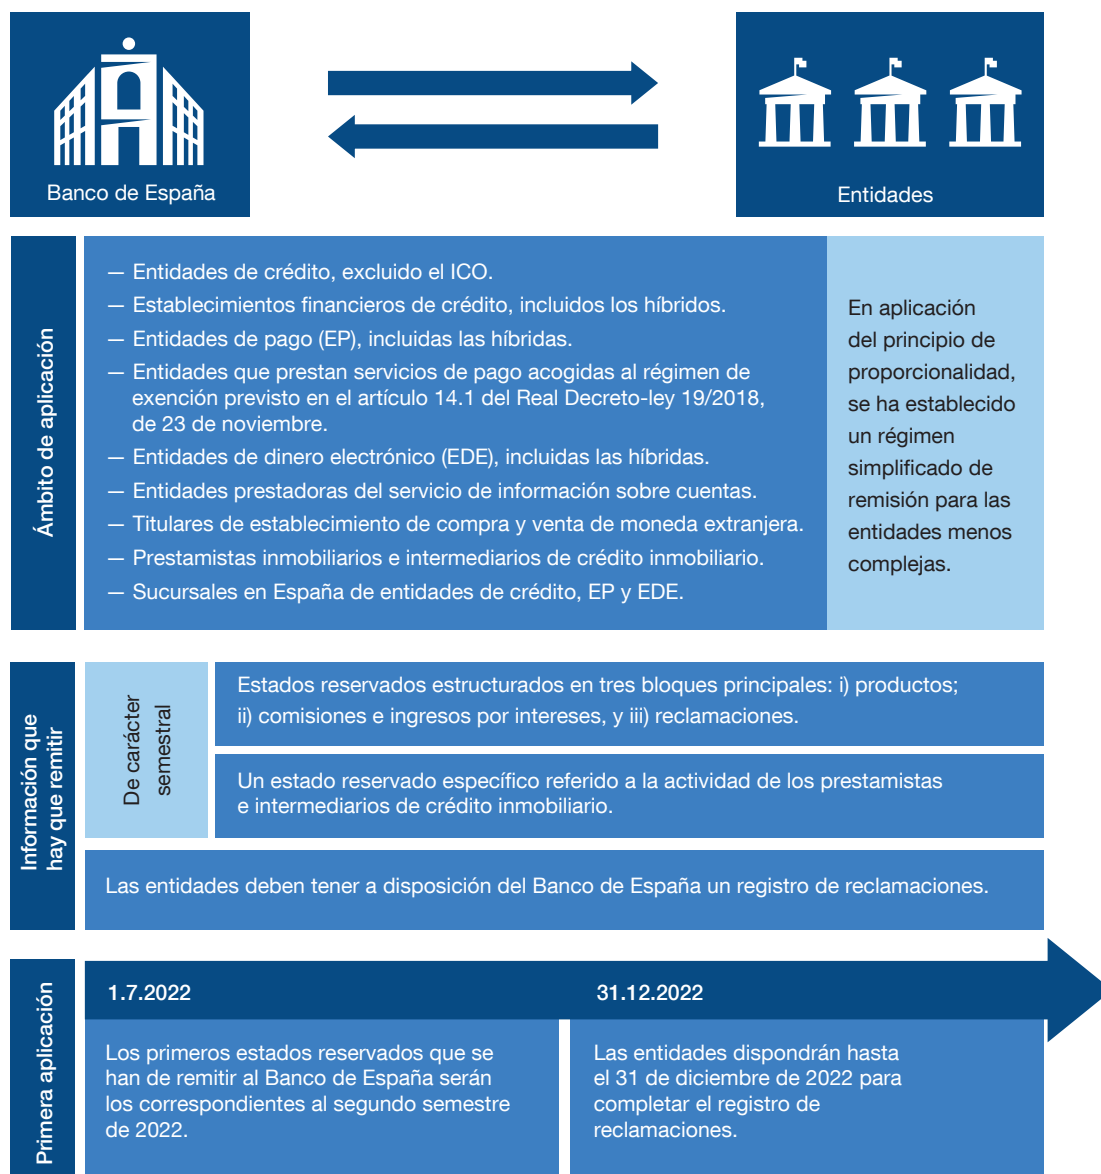 Banco de España
Entidades
Ámbito de aplicación
— Entidades de crédito, excluido el ICO.
— Establecimientos financieros de crédito, incluidos los híbridos.
— Entidades de pago (EP), incluidas las híbridas.
— Entidades que prestan servicios de pago acogidas al régimen de
exención previsto en el artículo 14.1 del Real Decreto-ley 19/2018,
de 23 de noviembre.
— Entidades de dinero electrónico (EDE), incluidas las híbridas.
— Entidades prestadoras del servicio de información sobre cuentas.
— Titulares de establecimiento de compra y venta de moneda extranjera.
— Prestamistas inmobiliarios e intermediarios de crédito inmobiliario.
— Sucursales en España de entidades de crédito, EP y EDE.
En aplicación
del principio de
proporcionalidad,
se ha establecido
un régimen
simplificado de
remisión para las
entidades menos
complejas.
Información que
hay que remitir
De carácter
semestral
Estados reservados estructurados en tres bloques principales: i) productos;
ii) comisiones e ingresos por intereses, y iii) reclamaciones.
Un estado reservado específico referido a la actividad de los prestamistas
e intermediarios de crédito inmobiliario.
Las entidades deben tener a disposición del Banco de España un registro de reclamaciones.
Primera aplicación
1.7.2022
Los primeros estados reservados que se
han de remitir al Banco de España serán
los correspondientes al segundo semestre
de 2022.
31.12.2022
Las entidades dispondrán hasta
el 31 de diciembre de 2022 para
completar el registro de
reclamaciones.